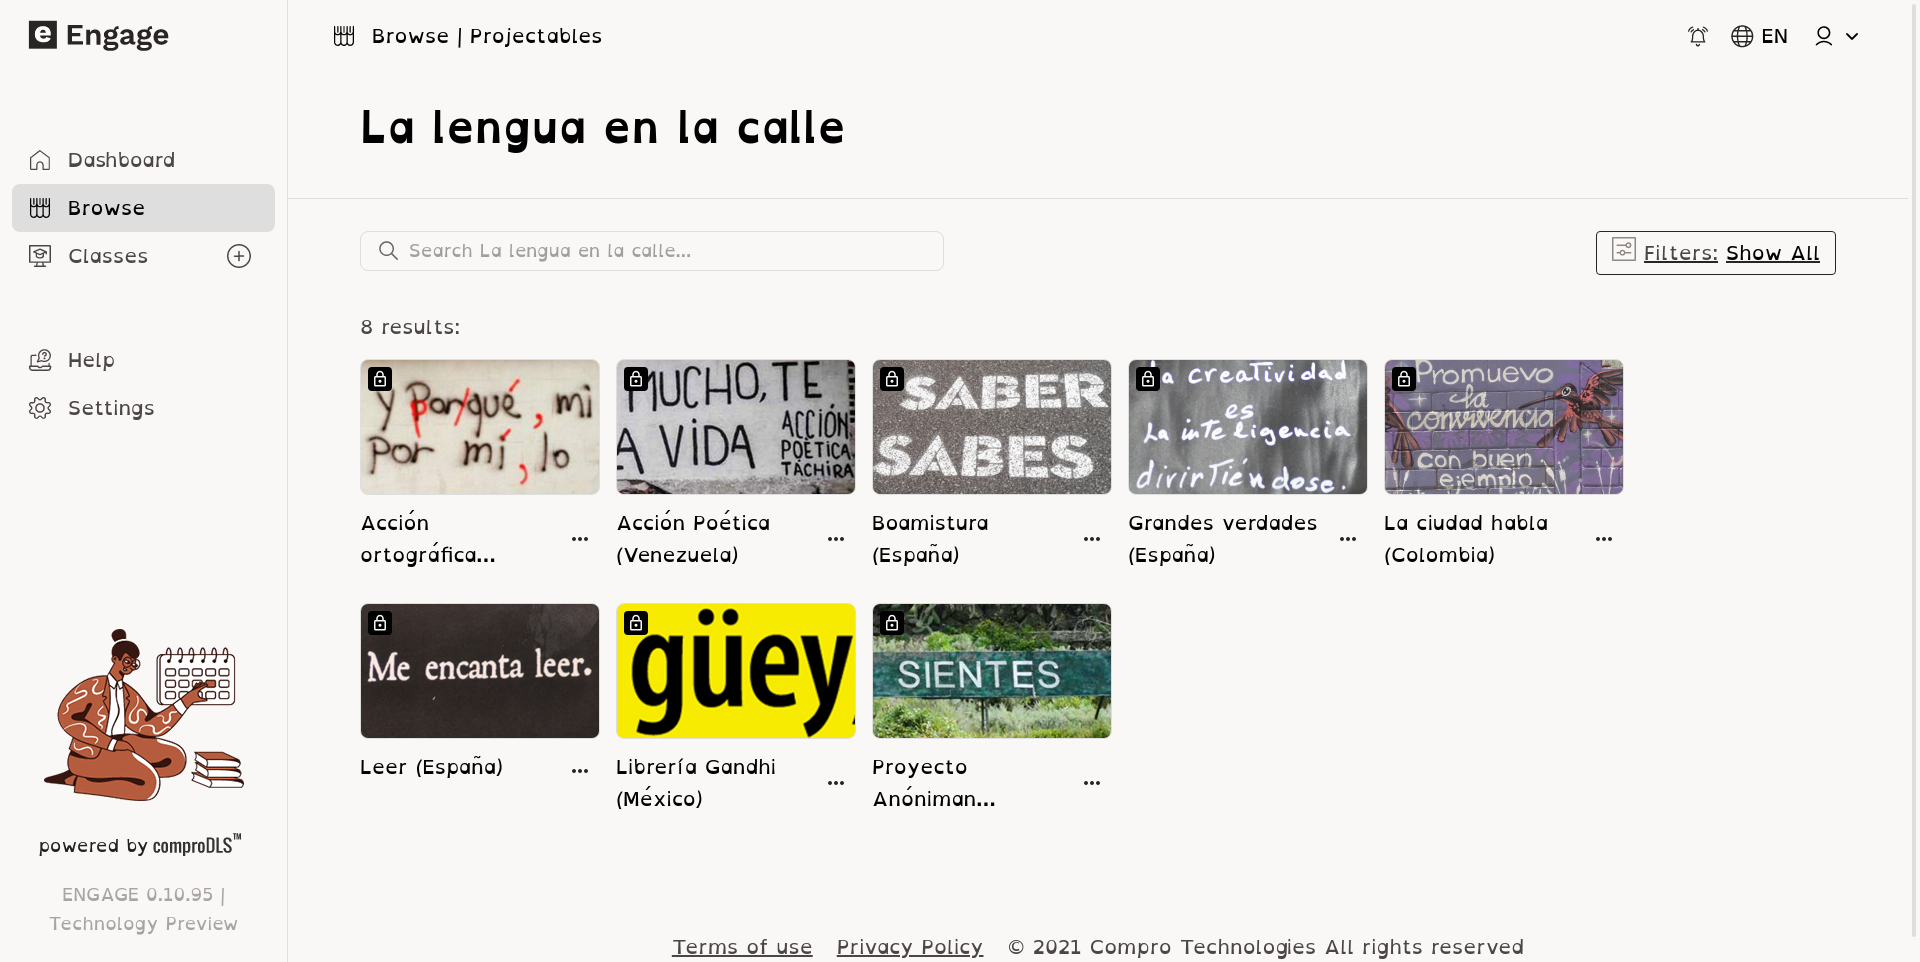 e Engage
Browse | Projectables
EN
La lengua en la calle
Dashboard
Browse
Classes
Help
Settings
Search La lengua en la calle...
Filters: Show All
8 results:
y Porqué, mi
por mí, lo
Acción
ortográfica...
MUCHO, TE
A VIDA
ACCIÓN
POÉTICA
TÁCHIRA
Acción Poética
(Venezuela)
SABER
SABES
Boamistura
(España)
La creatividad
es
La inteligencia
divirTiéndose.
Grandes verdades
(España)
Promuevo
la
convivencia
con buen
ejemplo
La ciudad habla
(Colombia)
Me encanta leer.
Leer (España)
güey
Librería Gandhi
(México)
SIENTES
Proyecto
Anóniman...
powered by comproDLS™
ENGAGE 0.10.95 |
Technology Preview
Terms of use Privacy Policy © 2021 Compro Technologies All rights reserved